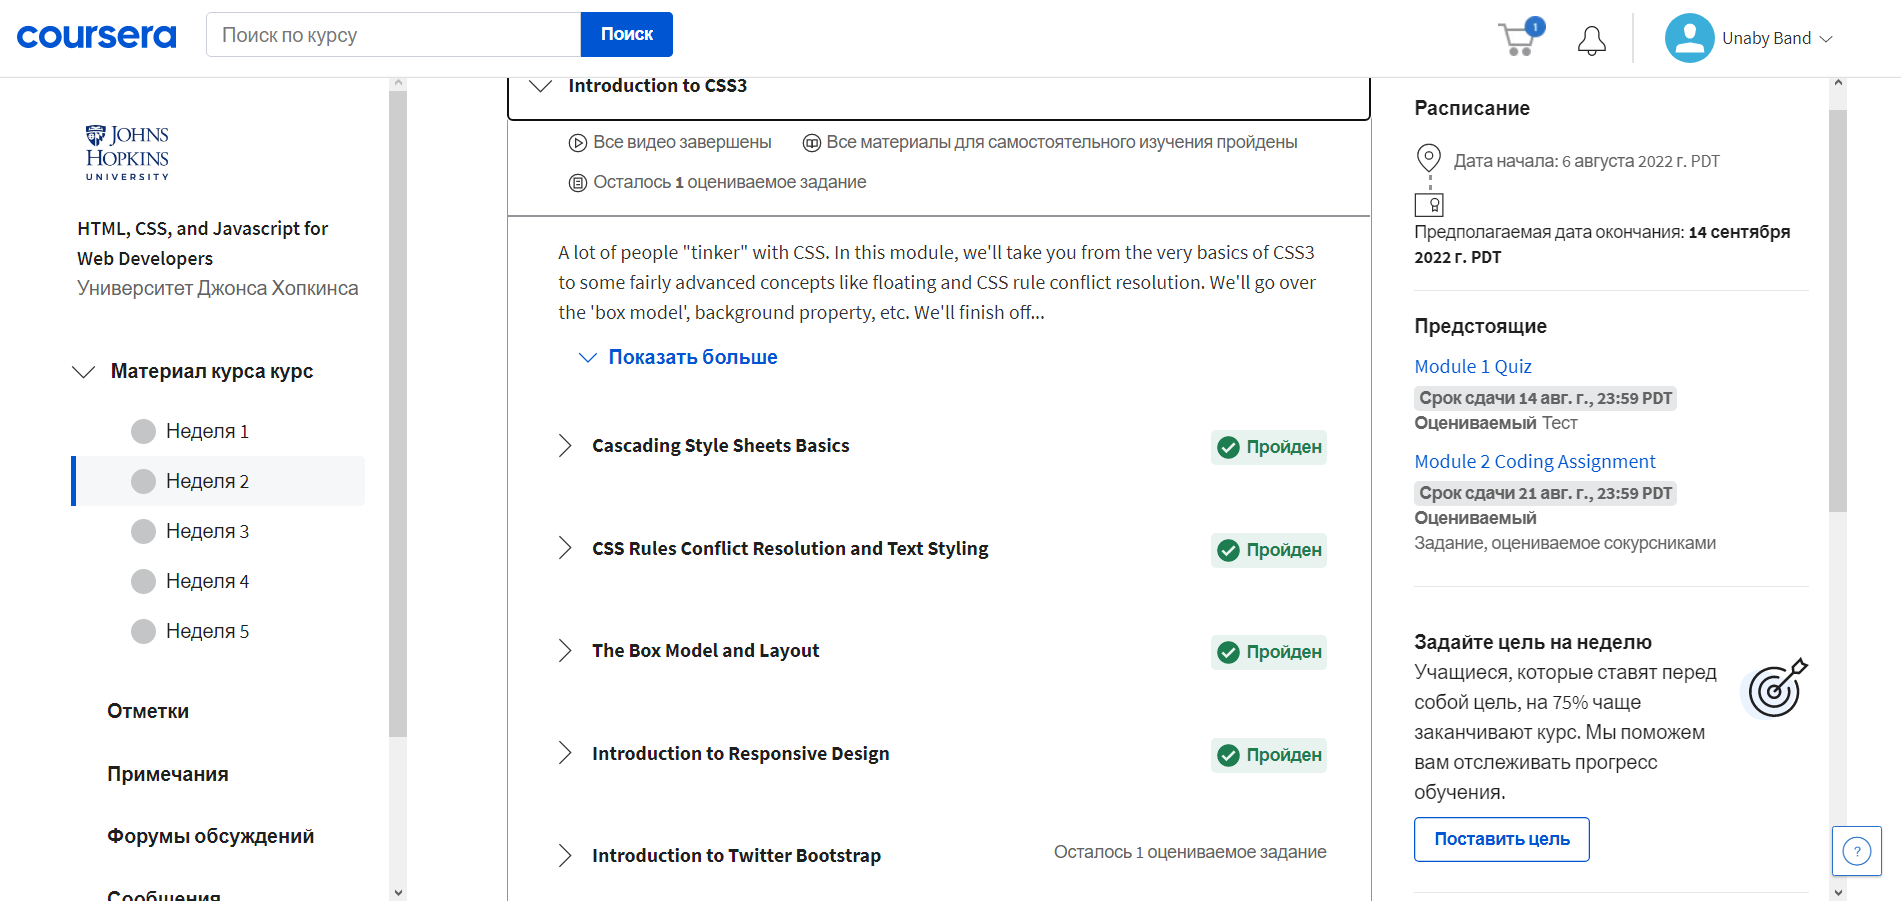 coursera
Поиск по курсу
Поиск
1
Unaby Band
JOHNS
HOPKINS
UNIVERSITY
HTML, CSS, and Javascript for
Web Developers
Университет Джонса Хопкинса
Материал курса курс
Неделя 1
Неделя 2
Неделя 3
Неделя 4
Неделя 5
Отметки
Примечания
Форумы обсуждений
Сообщения
Introduction to CSS3
Все видео завершены
Все материалы для самостоятельного изучения пройдены
Осталось 1 оцениваемое задание
A lot of people "tinker" with CSS. In this module, we'll take you from the very basics of CSS3
to some fairly advanced concepts like floating and CSS rule conflict resolution. We'll go over
the 'box model', background property, etc. We'll finish off...
Показать больше
Cascading Style Sheets Basics
Пройден
CSS Rules Conflict Resolution and Text Styling
Пройден
The Box Model and Layout
Пройден
Introduction to Responsive Design
Пройден
Introduction to Twitter Bootstrap
Осталось 1 оцениваемое задание
Расписание
Дата начала: 6 августа 2022 г. PDT
Предполагаемая дата окончания: 14 сентября
2022 г. PDT
Предстоящие
Module 1 Quiz
Срок сдачи 14 авг. г., 23:59 PDT
Оцениваемый Тест
Module 2 Coding Assignment
Срок сдачи 21 авг. г., 23:59 PDT
Оцениваемый
Задание, оцениваемое сокурсниками
Задайте цель на неделю
Учащиеся, которые ставят перед
собой цель, на 75% чаще
заканчивают курс. Мы поможем
вам отслеживать прогресс
обучения.
Поставить цель
?